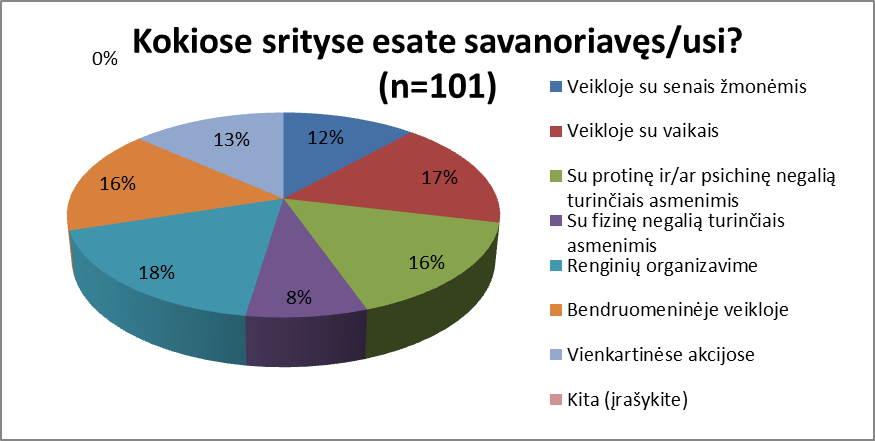 Kokiose srityse esate savanoriavęs/usi?
(n=101)
0%
12%
17%
16%
8%
18%
16%
13%
Veikloje su senais žmonėmis
Veikloje su vaikais
Su protinę ir/ar psichinę negalią
turinčiais asmenimis
Su fizinę negalią turinčiais
asmenimis
Renginių organizavime
Bendruomeninėje veikloje
Vienkartinėse akcijose
Kita (įrašykite)